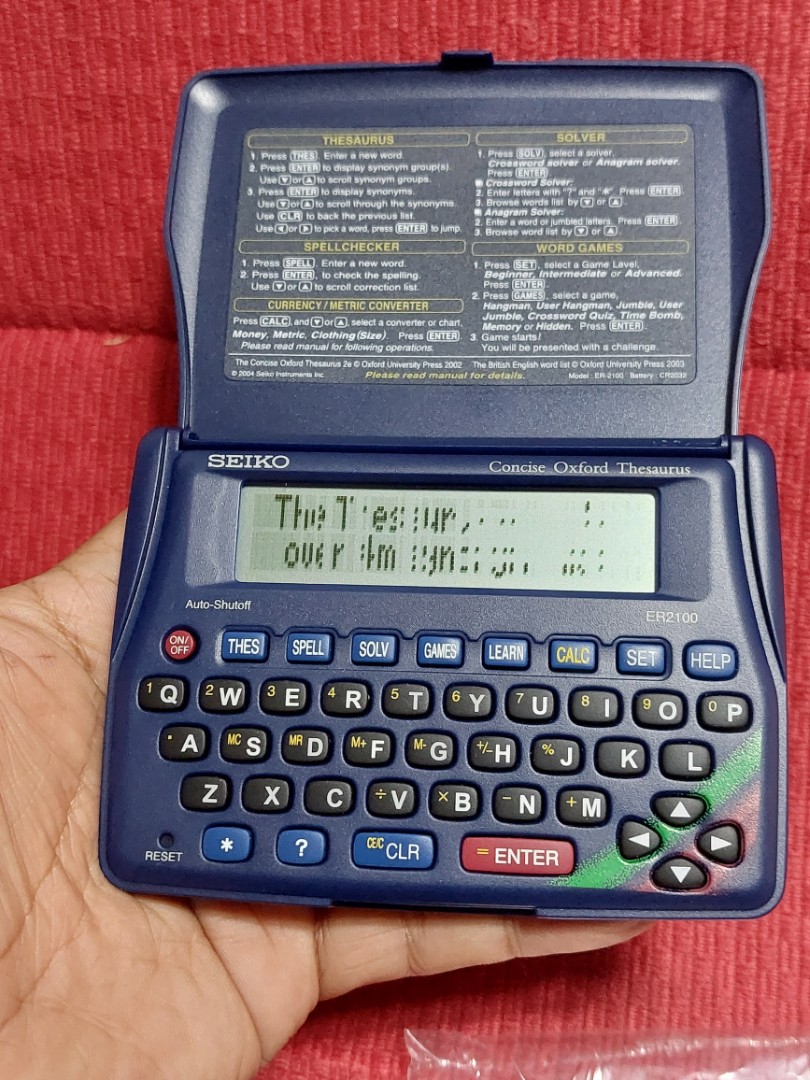 THESAURUS
1. Press THES. Enter a new word.
2. Press ENTER to display synonym group(s).
Use ▼ or ▲ to scroll synonym groups.
3. Press ENTER to display synonyms.
Use ▼ or ▲ to scroll through the synonyms.
Use CLR to back the previous list.
Use ◀ or ▶ to pick a word, press ENTER to jump.
SPELLCHECKER
1. Press SPELL. Enter a new word.
2. Press ENTER, to check the spelling.
Use ▼ or ▲ to scroll correction list.
CURRENCY / METRIC CONVERTER
Press CALC, and ▼ or ▲, select a converter or chart,
Money, Metric, Clothing (Size). Press ENTER.
Please read manual for following operations.
SOLVER
1. Press SOLV, select a solver,
Crossword solver or Anagram solver.
Press ENTER.
Crossword Solver:
2. Enter letters with "?" and "*". Press ENTER.
3. Browse words list by ▼ or ▲.
Anagram Solver:
2. Enter a word or jumbled letters. Press ENTER.
3. Browse word list by ▼ or ▲.
WORD GAMES
1. Press SET, select a Game Level,
Beginner, Intermediate or Advanced.
Press ENTER.
2. Press GAMES, select a game,
Hangman, User Hangman, Jumble, User
Jumble, Crossword Quiz, Time Bomb,
Memory or Hidden. Press ENTER.
3. Game starts!
You will be presented with a challenge.
The Concise Oxford Thesaurus 2e © Oxford University Press 2002 The British English word list © Oxford University Press 2003
© 2004 Seiko Instruments Inc. Please read manual for details. Model : ER-2100 Battery : CR2032
SEIKO Concise Oxford Thesaurus
over
Auto-Shutoff ER2100
ON/OFF THES SPELL SOLV GAMES LEARN CALC SET HELP
1 Q 2 W 3 E 4 R 5 T 6 Y 7 U 8 I 9 O 0 P
. A MC S MR D M+ F M- G +/- H % J K L
Z X C ÷ V × B - N + M
▲
◀ ▶
▼
RESET * ? CE/C CLR = ENTER